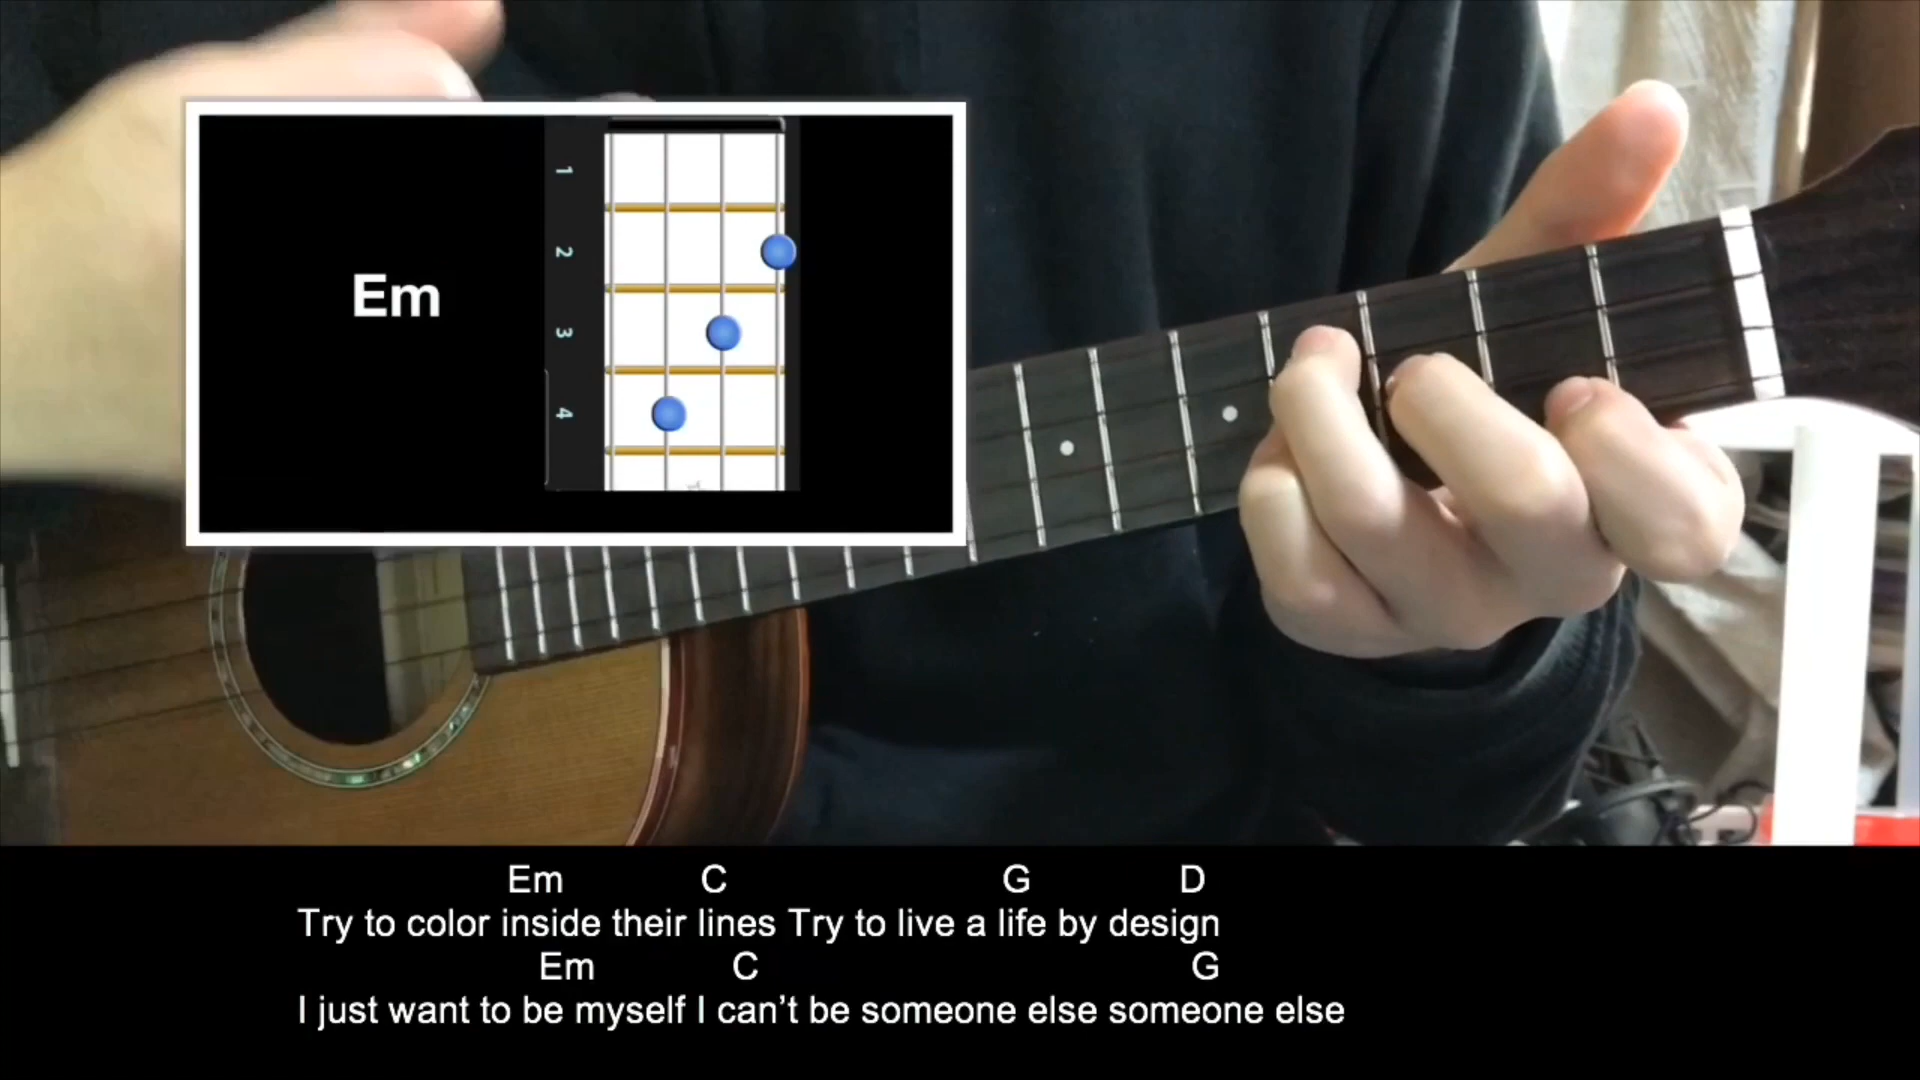 Em
1
2
3
4
Em C G D
Try to color inside their lines Try to live a life by design
Em C G
I just want to be myself I can’t be someone else someone else